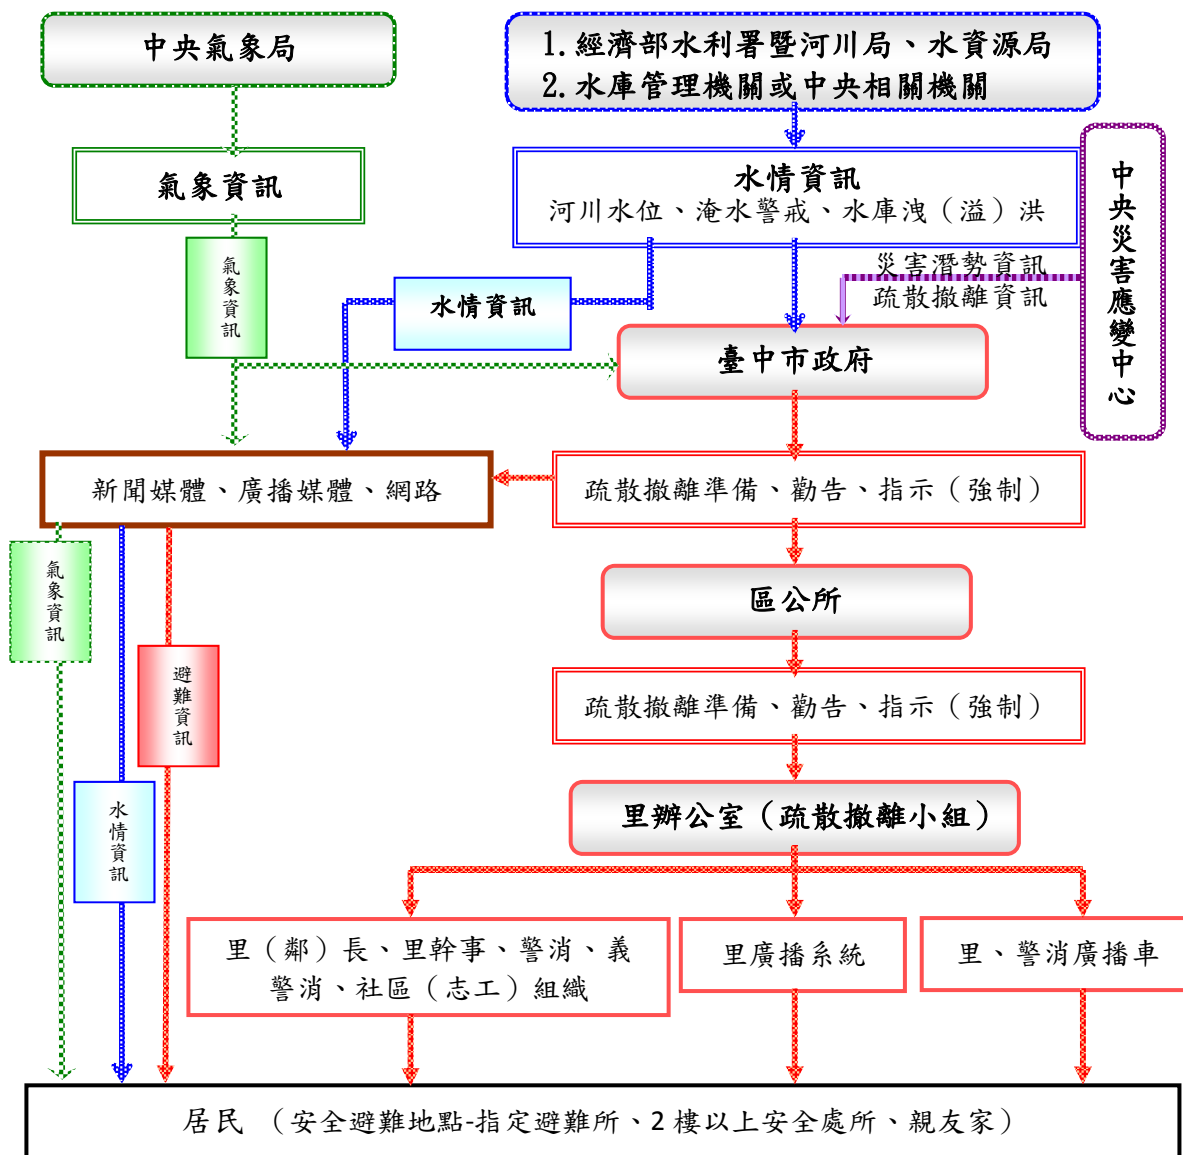 中央氣象局
1. 經濟部水利署暨河川局、水資源局
2. 水庫管理機關或中央相關機關
氣象資訊
水情資訊
河川水位、淹水警戒、水庫洩（溢）洪
中央災害應變中心
氣象資訊
水情資訊
災害潛勢資訊
疏散撤離資訊
臺中市政府
新聞媒體、廣播媒體、網路
疏散撤離準備、勸告、指示（強制）
氣象資訊
區公所
避難資訊
疏散撤離準備、勸告、指示（強制）
水情資訊
里辦公室（疏散撤離小組）
里（鄰）長、里幹事、警消、義
警消、社區（志工）組織
里廣播系統
里、警消廣播車
居民 （安全避難地點-指定避難所、2 樓以上安全處所、親友家）